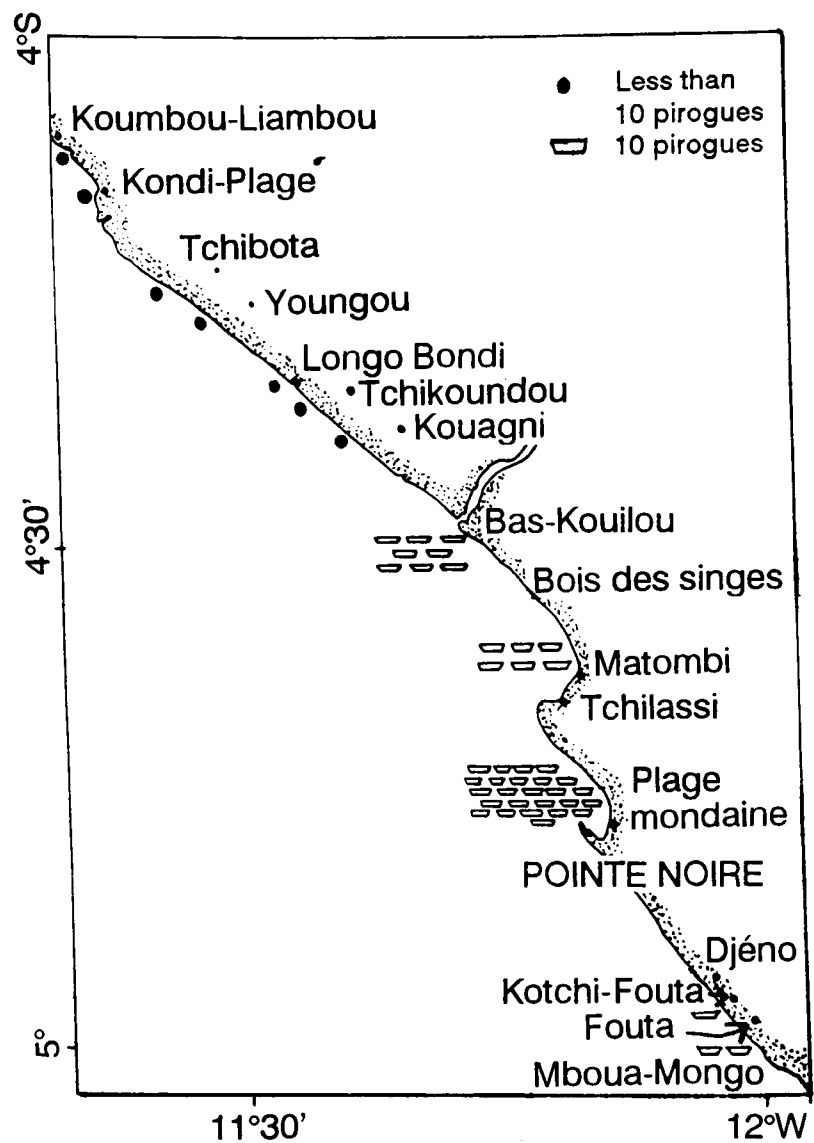 4°S
Less than
10 pirogues
10 pirogues
Koumbou-Liambou
Kondi-Plage
Tchibota
Youngou
Longo Bondi
Tchikoundou
Kouagni
4°30'
Bas-Kouilou
Bois des singes
Matombi
Tchilassi
Plage
mondaine
POINTE NOIRE
Djéno
Kotchi-Fouta
Fouta
5°
Mboua-Mongo
11°30'
12°W